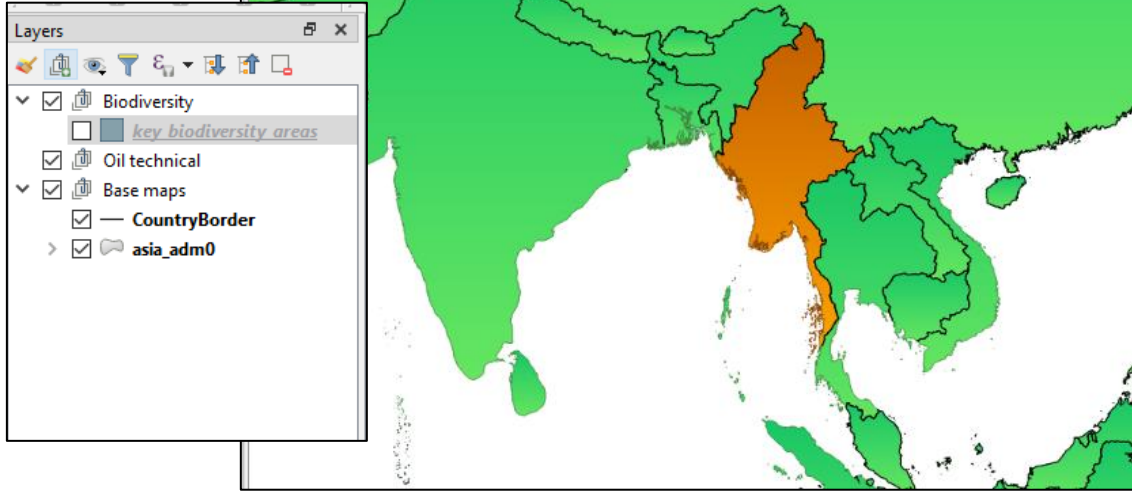 Layers
Biodiversity
key biodiversity areas
Oil technical
Base maps
CountryBorder
asia_adm0